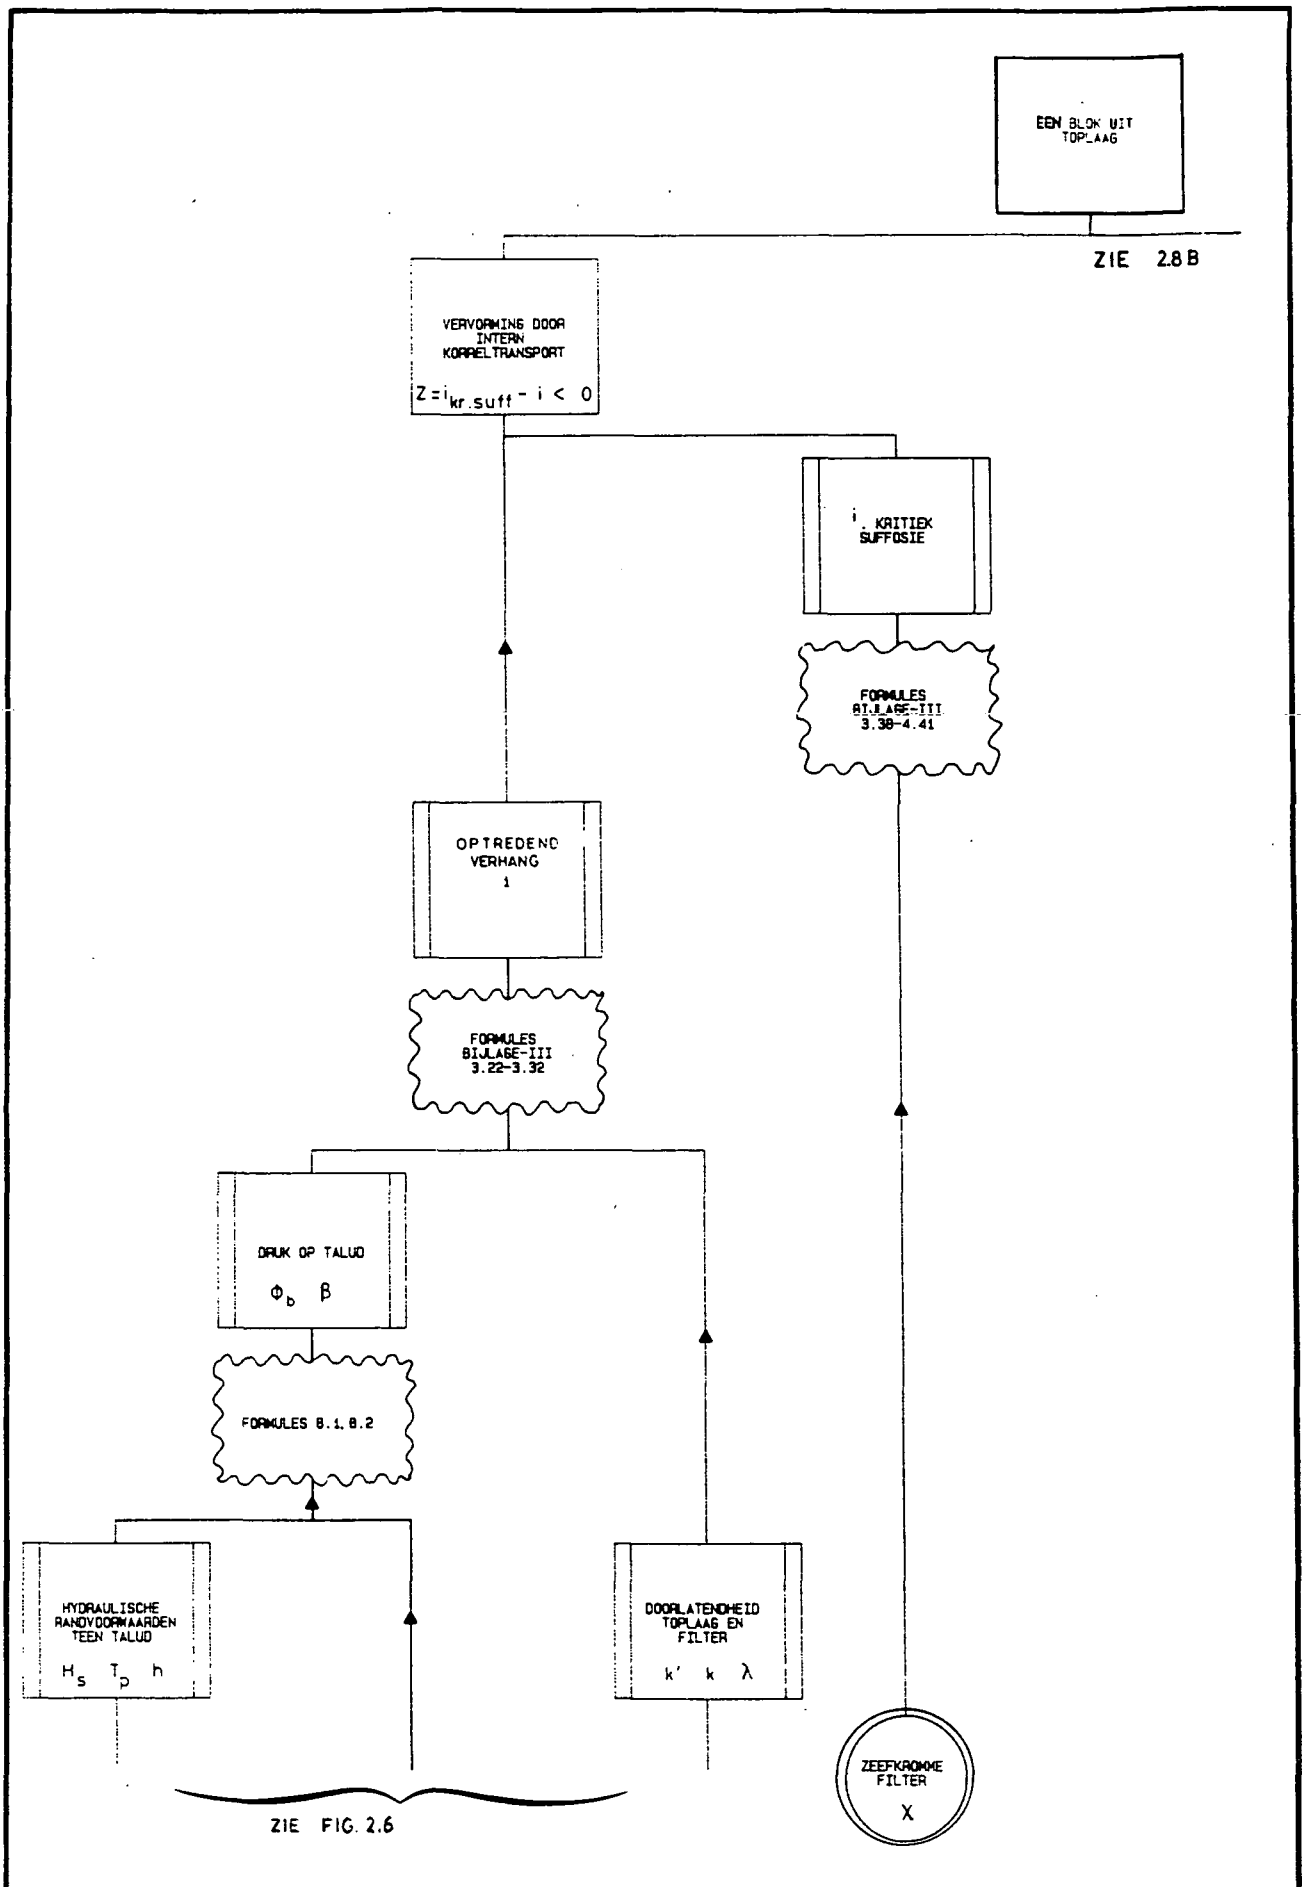 EEN BLOK UIT
TOPLAAG
ZIE 2.8 B
VERVORMING DOOR
INTERN
KORRELTRANSPORT
Z = i kr.suff - i < 0
i. KRITIEK
SUFFOSIE
FORMULES
BIJLAGE-III
3.38-4.41
OPTREDEND
VERHANG
i
FORMULES
BIJLAGE-III
3.22-3.32
DRUK OP TALUD
Φb β
FORMULES 8.1, 8.2
HYDRAULISCHE
RANDVOORWAARDEN
TEEN TALUD
Hs Tp h
DOORLATENDHEID
TOPLAAG EN
FILTER
k' k λ
ZEEFKROMME
FILTER
χ
ZIE FIG. 2.6